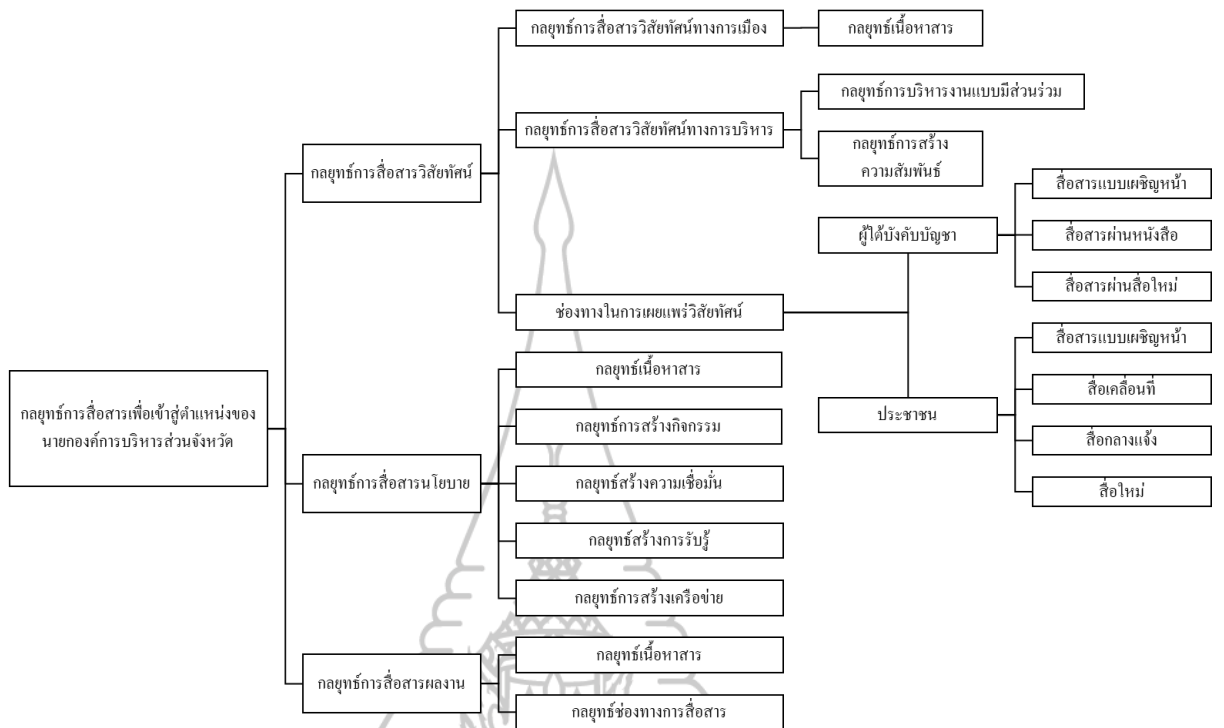 กลยุทธ์การสื่อสารเพื่อเข้าสู่ตำแหน่งของ
นายกองค์การบริหารส่วนจังหวัด
กลยุทธ์การสื่อสารวิสัยทัศน์
กลยุทธ์การสื่อสารวิสัยทัศน์ทางการเมือง
กลยุทธ์เนื้อหาสาร
กลยุทธ์การสื่อสารวิสัยทัศน์ทางการบริหาร
กลยุทธ์การบริหารงานแบบมีส่วนร่วม
กลยุทธ์การสร้าง
ความสัมพันธ์
ช่องทางในการเผยแพร่วิสัยทัศน์
ผู้ใต้บังคับบัญชา
สื่อสารแบบเผชิญหน้า
สื่อสารผ่านหนังสือ
สื่อสารผ่านสื่อใหม่
ประชาชน
สื่อสารแบบเผชิญหน้า
สื่อเคลื่อนที่
สื่อกลางแจ้ง
สื่อใหม่
กลยุทธ์การสื่อสารนโยบาย
กลยุทธ์เนื้อหาสาร
กลยุทธ์การสร้างกิจกรรม
กลยุทธ์สร้างความเชื่อมั่น
กลยุทธ์สร้างการรับรู้
กลยุทธ์การสร้างเครือข่าย
กลยุทธ์การสื่อสารผลงาน
กลยุทธ์เนื้อหาสาร
กลยุทธ์ช่องทางการสื่อสาร